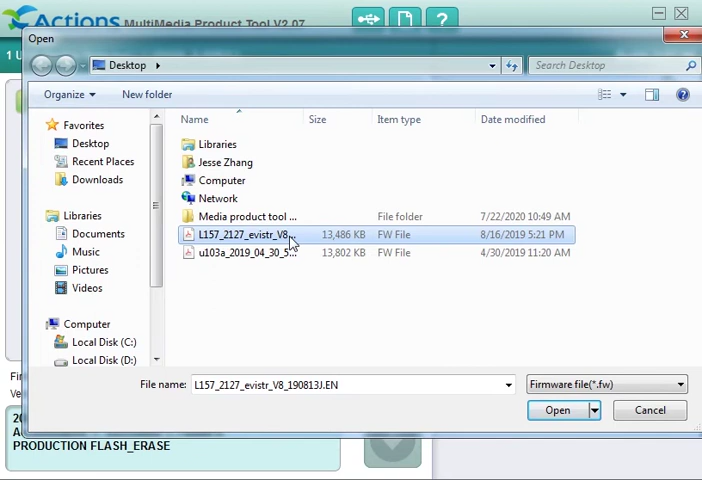 Actions MultiMedia Product Tool V2.07
?
1 U
Open
Desktop
Search Desktop
Organize
New folder
?
Name
Size
Item type
Date modified
Favorites
Desktop
Recent Places
Downloads
Libraries
Documents
Music
Pictures
Videos
Computer
Local Disk (C:)
Local Disk (D:)
Libraries
Jesse Zhang
Computer
Network
Media product tool ... File folder 7/22/2020 10:49 AM
L157_2127_evistr_V8... 13,486 KB FW File 8/16/2019 5:21 PM
u103a_2019_04_30_5... 13,802 KB FW File 4/30/2019 11:20 AM
File name: L157_2127_evistr_V8_190813J.EN
Firmware file(*.fw)
Open
Cancel
Fir
Ve
20
PRODUCTION FLASH_ERASE